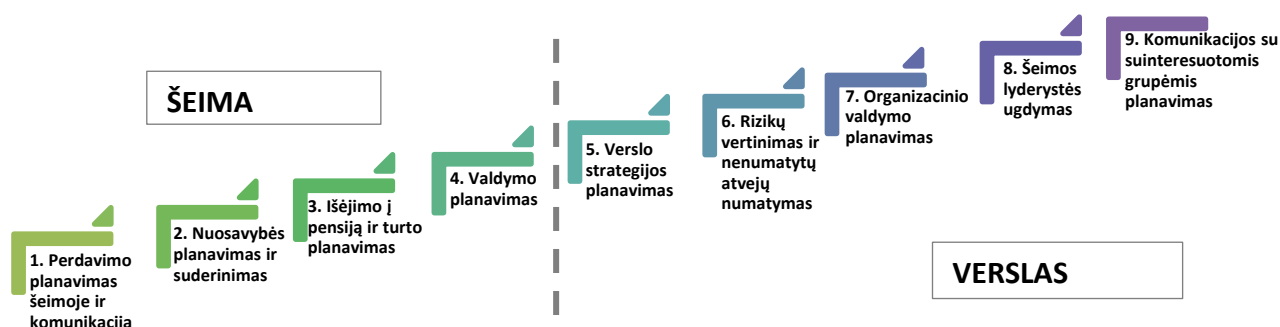 ŠEIMA
1. Perdavimo
planavimas
šeimoje ir
komunikacija
2. Nuosavybės
planavimas ir
suderinimas
3. Išėjimo į
pensiją ir turto
planavimas
4. Valdymo
planavimas
5. Verslo
strategijos
planavimas
6. Rizikų
vertinimas ir
nenumatytų
atvejų
numatymas
7. Organizacinio
valdymo
planavimas
8. Šeimos
lyderystės
ugdymas
9. Komunikacijos su
suinteresuotomis
grupėmis
planavimas
VERSLAS